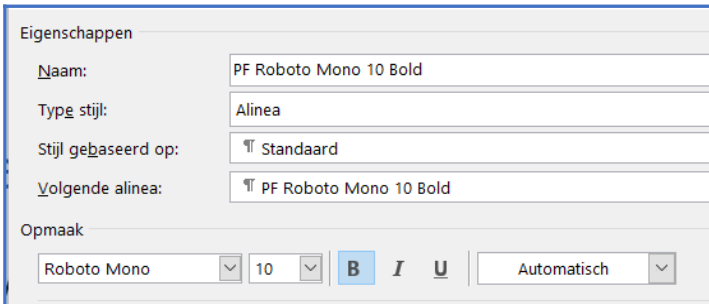 Eigenschappen
Naam: PF Roboto Mono 10 Bold
Type stijl: Alinea
Stijl gebaseerd op: ¶ Standaard
Volgende alinea: ¶ PF Roboto Mono 10 Bold
Opmaak
Roboto Mono 10 B I U Automatisch